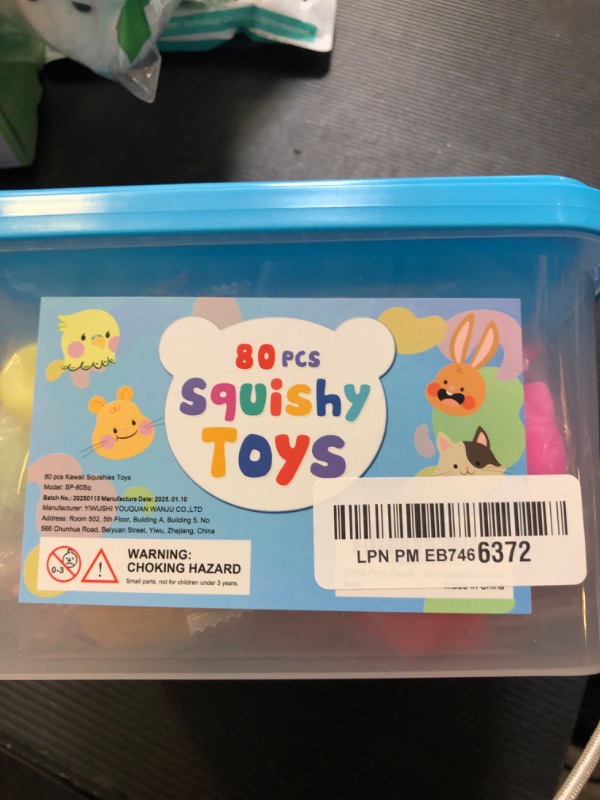 80 PCS
Squishy
TOYS
80 pcs Kawaii Squishies Toys
Model: SP-80Sq
Batch No.: 20250110 Manufacture Date: 2025. 01.10
Manufacturer: YIWUSHI YOUQUAN WANJU CO.,LTD
Address: Room 502, 5th Floor, Building A, Building 5, No.
566 Chunhua Road, Beiyuan Street, Yiwu, Zhejiang, China
0-3
WARNING:
CHOKING HAZARD
Small parts, not for children under 3 years.
LPN PM EB746 6372
Made in China